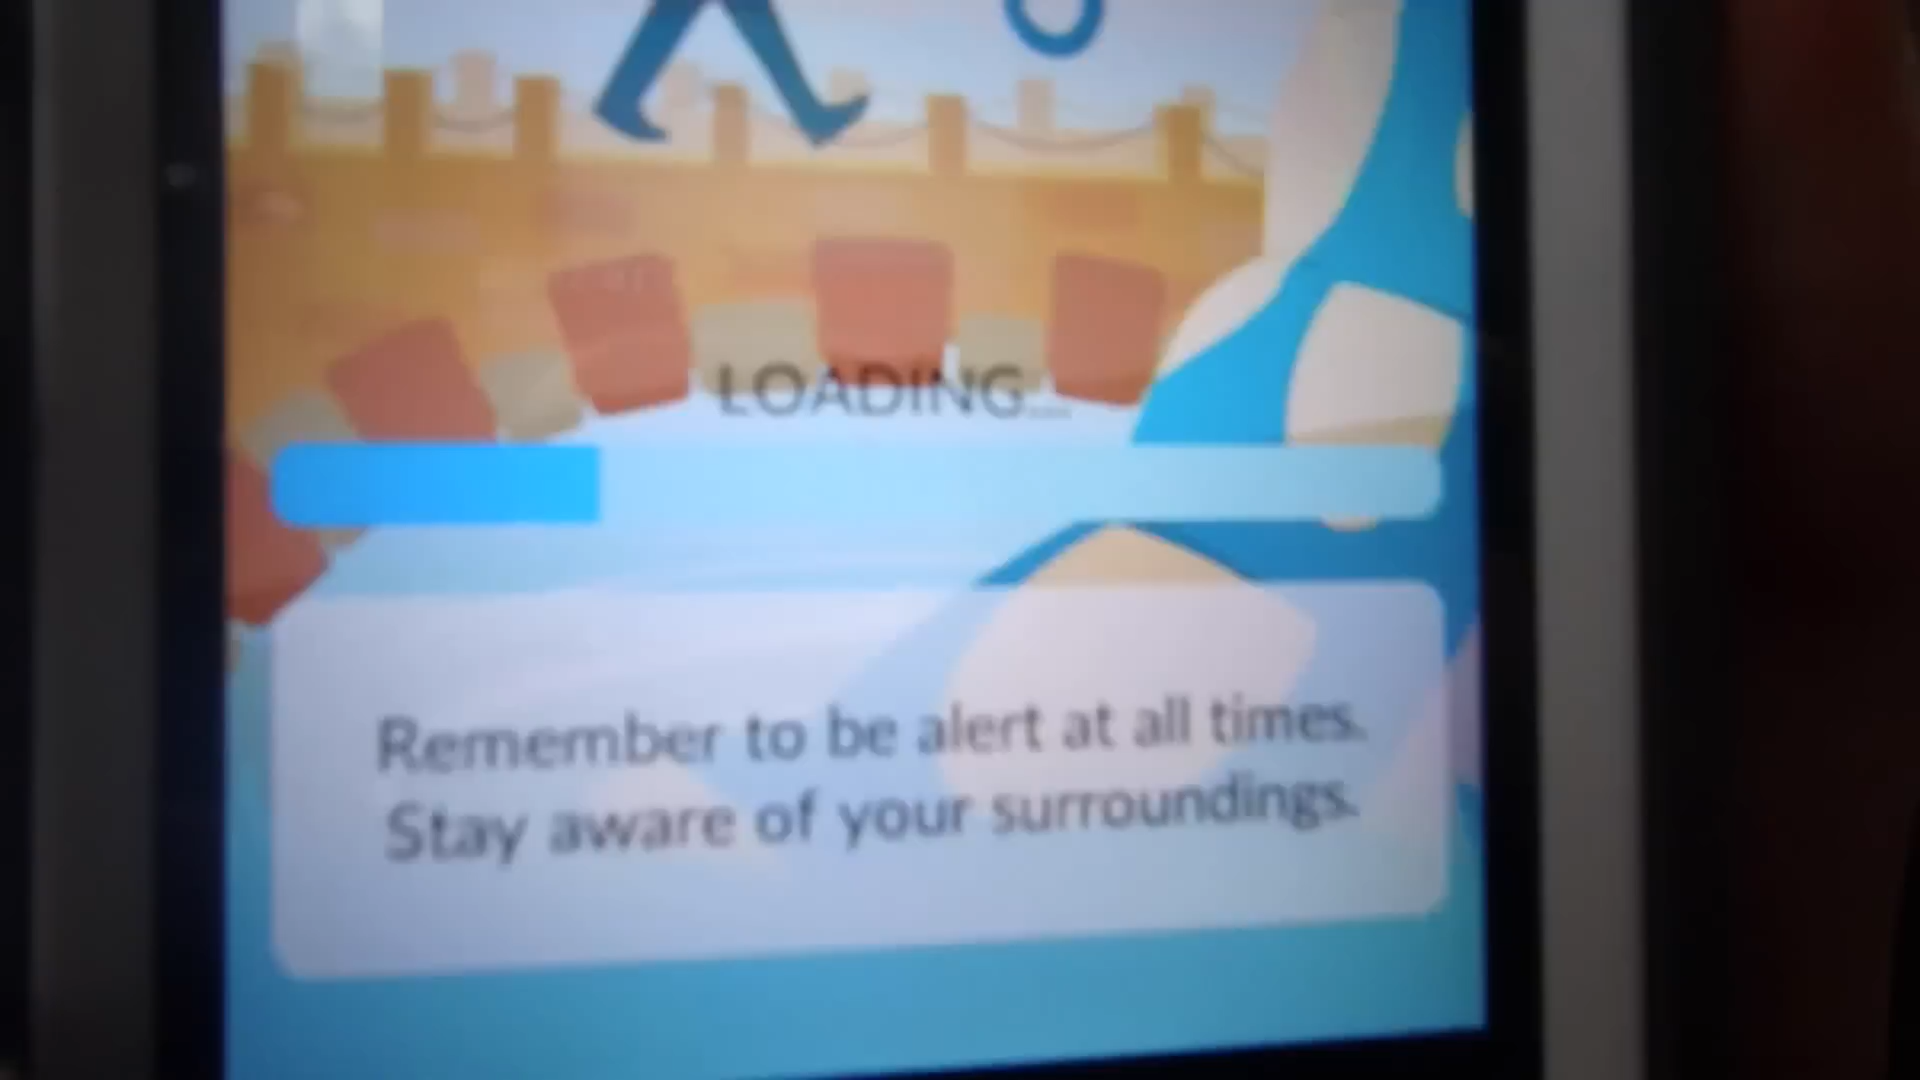 LOADING...
Remember to be alert at all times.
Stay aware of your surroundings.